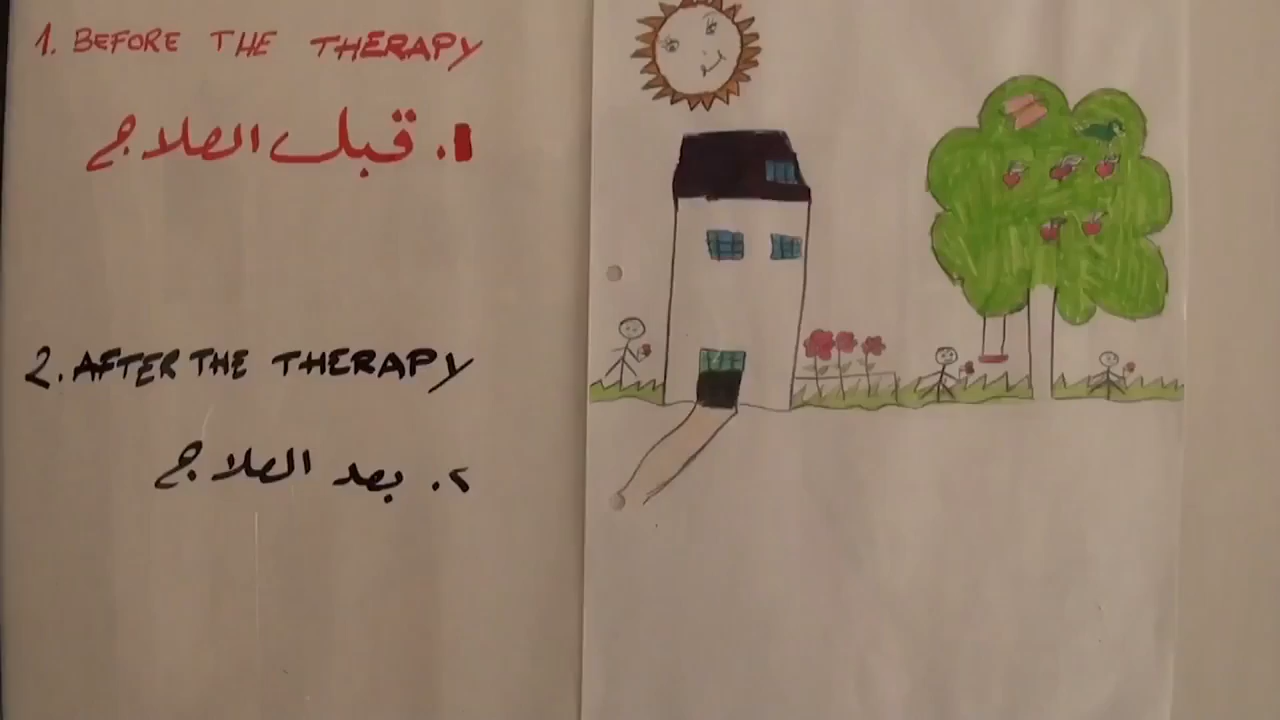 1. BEFORE THE THERAPY
١. قبل العلاج
2. AFTER THE THERAPY
٢. بعد العلاج